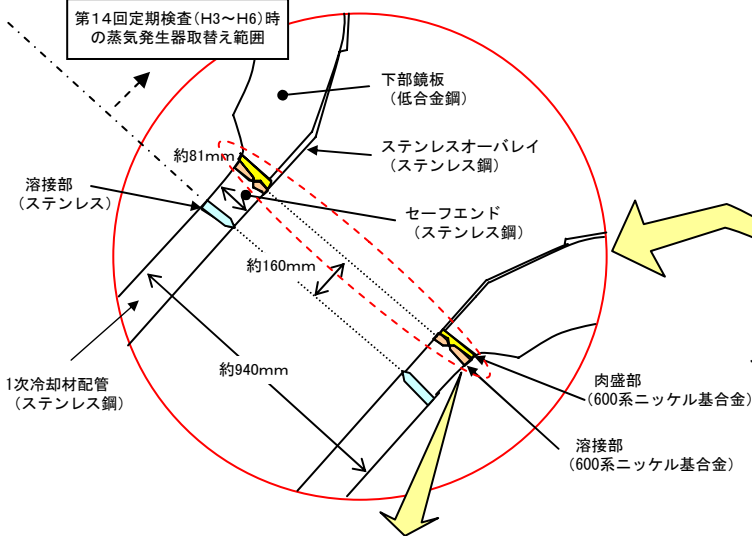 第14回定期検査(H3～H6)時
の蒸気発生器取替え範囲
下部鏡板
(低合金鋼)
約81mm
ステンレスオーバレイ
(ステンレス鋼)
溶接部
(ステンレス)
セーフエンド
(ステンレス鋼)
約160mm
約940mm
1次冷却材配管
(ステンレス鋼)
肉盛部
(600系ニッケル基合金)
溶接部
(600系ニッケル基合金)